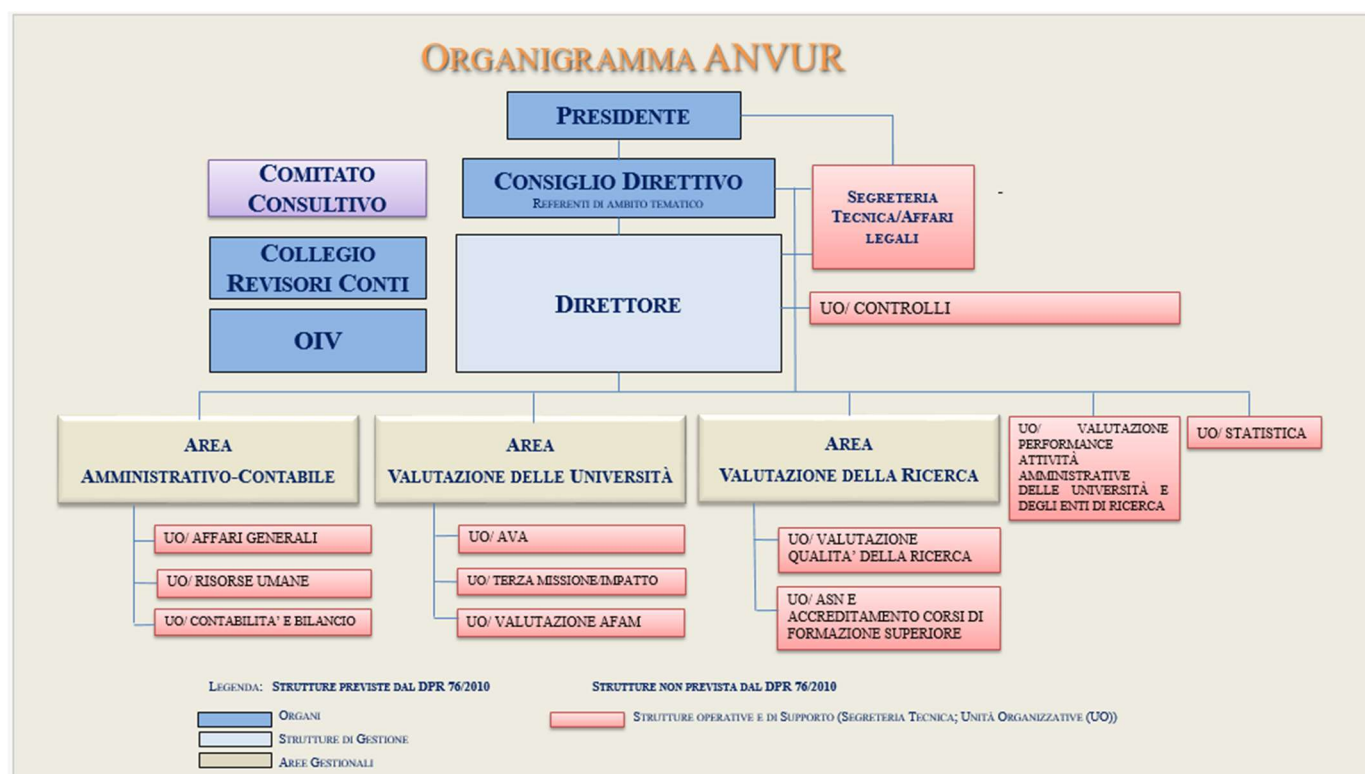 ORGANIGRAMMA ANVUR
PRESIDENTE
COMITATO
CONSULTIVO
CONSIGLIO DIRETTIVO
REFERENTI DI AMBITO TEMATICO
SEGRETERIA
TECNICA/AFFARI
LEGALI
-
COLLEGIO
REVISORI CONTI
DIRETTORE
UO/ CONTROLLI
OIV
AREA
AMMINISTRATIVO-CONTABILE
AREA
VALUTAZIONE DELLE UNIVERSITÀ
AREA
VALUTAZIONE DELLA RICERCA
UO/ VALUTAZIONE
PERFORMANCE
ATTIVITÀ
AMMINISTRATIVE
DELLE UNIVERSITÀ E
DEGLI ENTI DI RICERCA
UO/ STATISTICA
UO/ AFFARI GENERALI
UO/ RISORSE UMANE
UO/ CONTABILITA' E BILANCIO
UO/ AVA
UO/ TERZA MISSIONE/IMPATTO
UO/ VALUTAZIONE AFAM
UO/ VALUTAZIONE
QUALITA' DELLA RICERCA
UO/ ASN E
ACCREDITAMENTO CORSI DI
FORMAZIONE SUPERIORE
LEGENDA: STRUTTURE PREVISTE DAL DPR 76/2010
STRUTTURE NON PREVISTA DAL DPR 76/2010
ORGANI
STRUTTURE OPERATIVE E DI SUPPORTO (SEGRETERIA TECNICA; UNITÀ ORGANIZZATIVE (UO))
STRUTTURE DI GESTIONE
AREE GESTIONALI